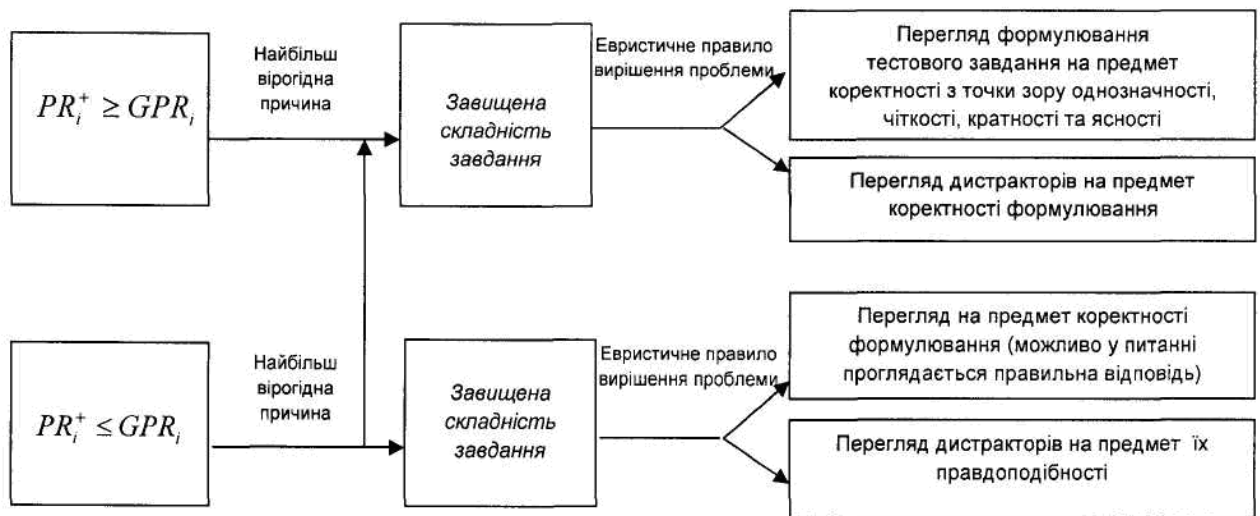 PR_i^+ ≥ GPR_i
Найбільш
вірогідна
причина
Завищена
складність
завдання
Евристичне правило
вирішення проблеми
Перегляд формулювання
тестового завдання на предмет
коректності з точки зору однозначності,
чіткості, кратності та ясності
Перегляд дистракторів на предмет
коректності формулювання
PR_i^+ ≤ GPR_i
Найбільш
вірогідна
причина
Завищена
складність
завдання
Евристичне правило
вирішення проблеми
Перегляд на предмет коректності
формулювання (можливо у питанні
проглядається правильна відповідь)
Перегляд дистракторів на предмет їх
правдоподібності